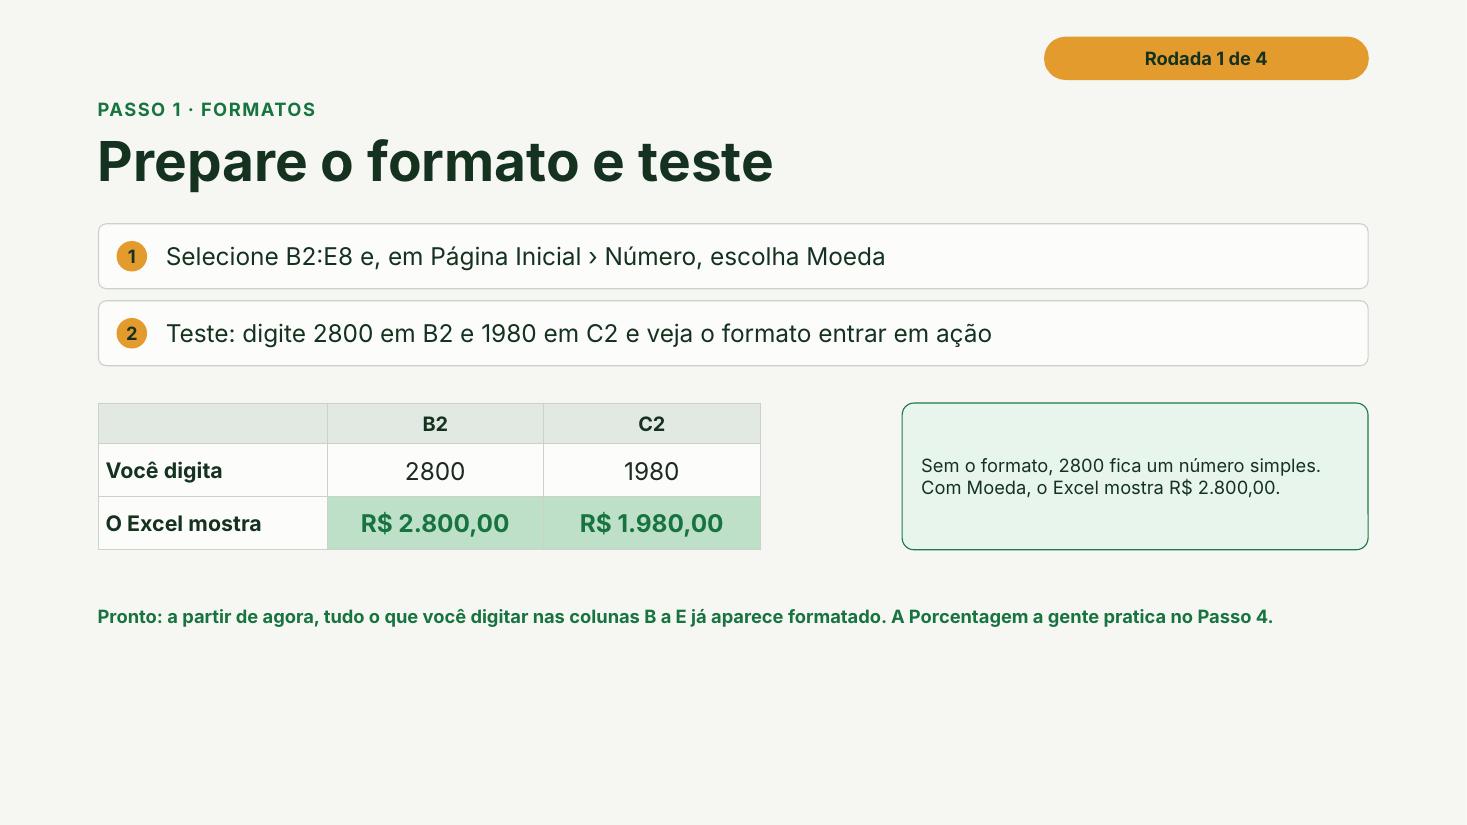 Rodada 1 de 4
PASSO 1 · FORMATOS
Prepare o formato e teste
1 Selecione B2:E8 e, em Página Inicial › Número, escolha Moeda
2 Teste: digite 2800 em B2 e 1980 em C2 e veja o formato entrar em ação
B2 C2
Você digita 2800 1980
O Excel mostra R$ 2.800,00 R$ 1.980,00
Sem o formato, 2800 fica um número simples.
Com Moeda, o Excel mostra R$ 2.800,00.
Pronto: a partir de agora, tudo o que você digitar nas colunas B a E já aparece formatado. A Porcentagem a gente pratica no Passo 4.